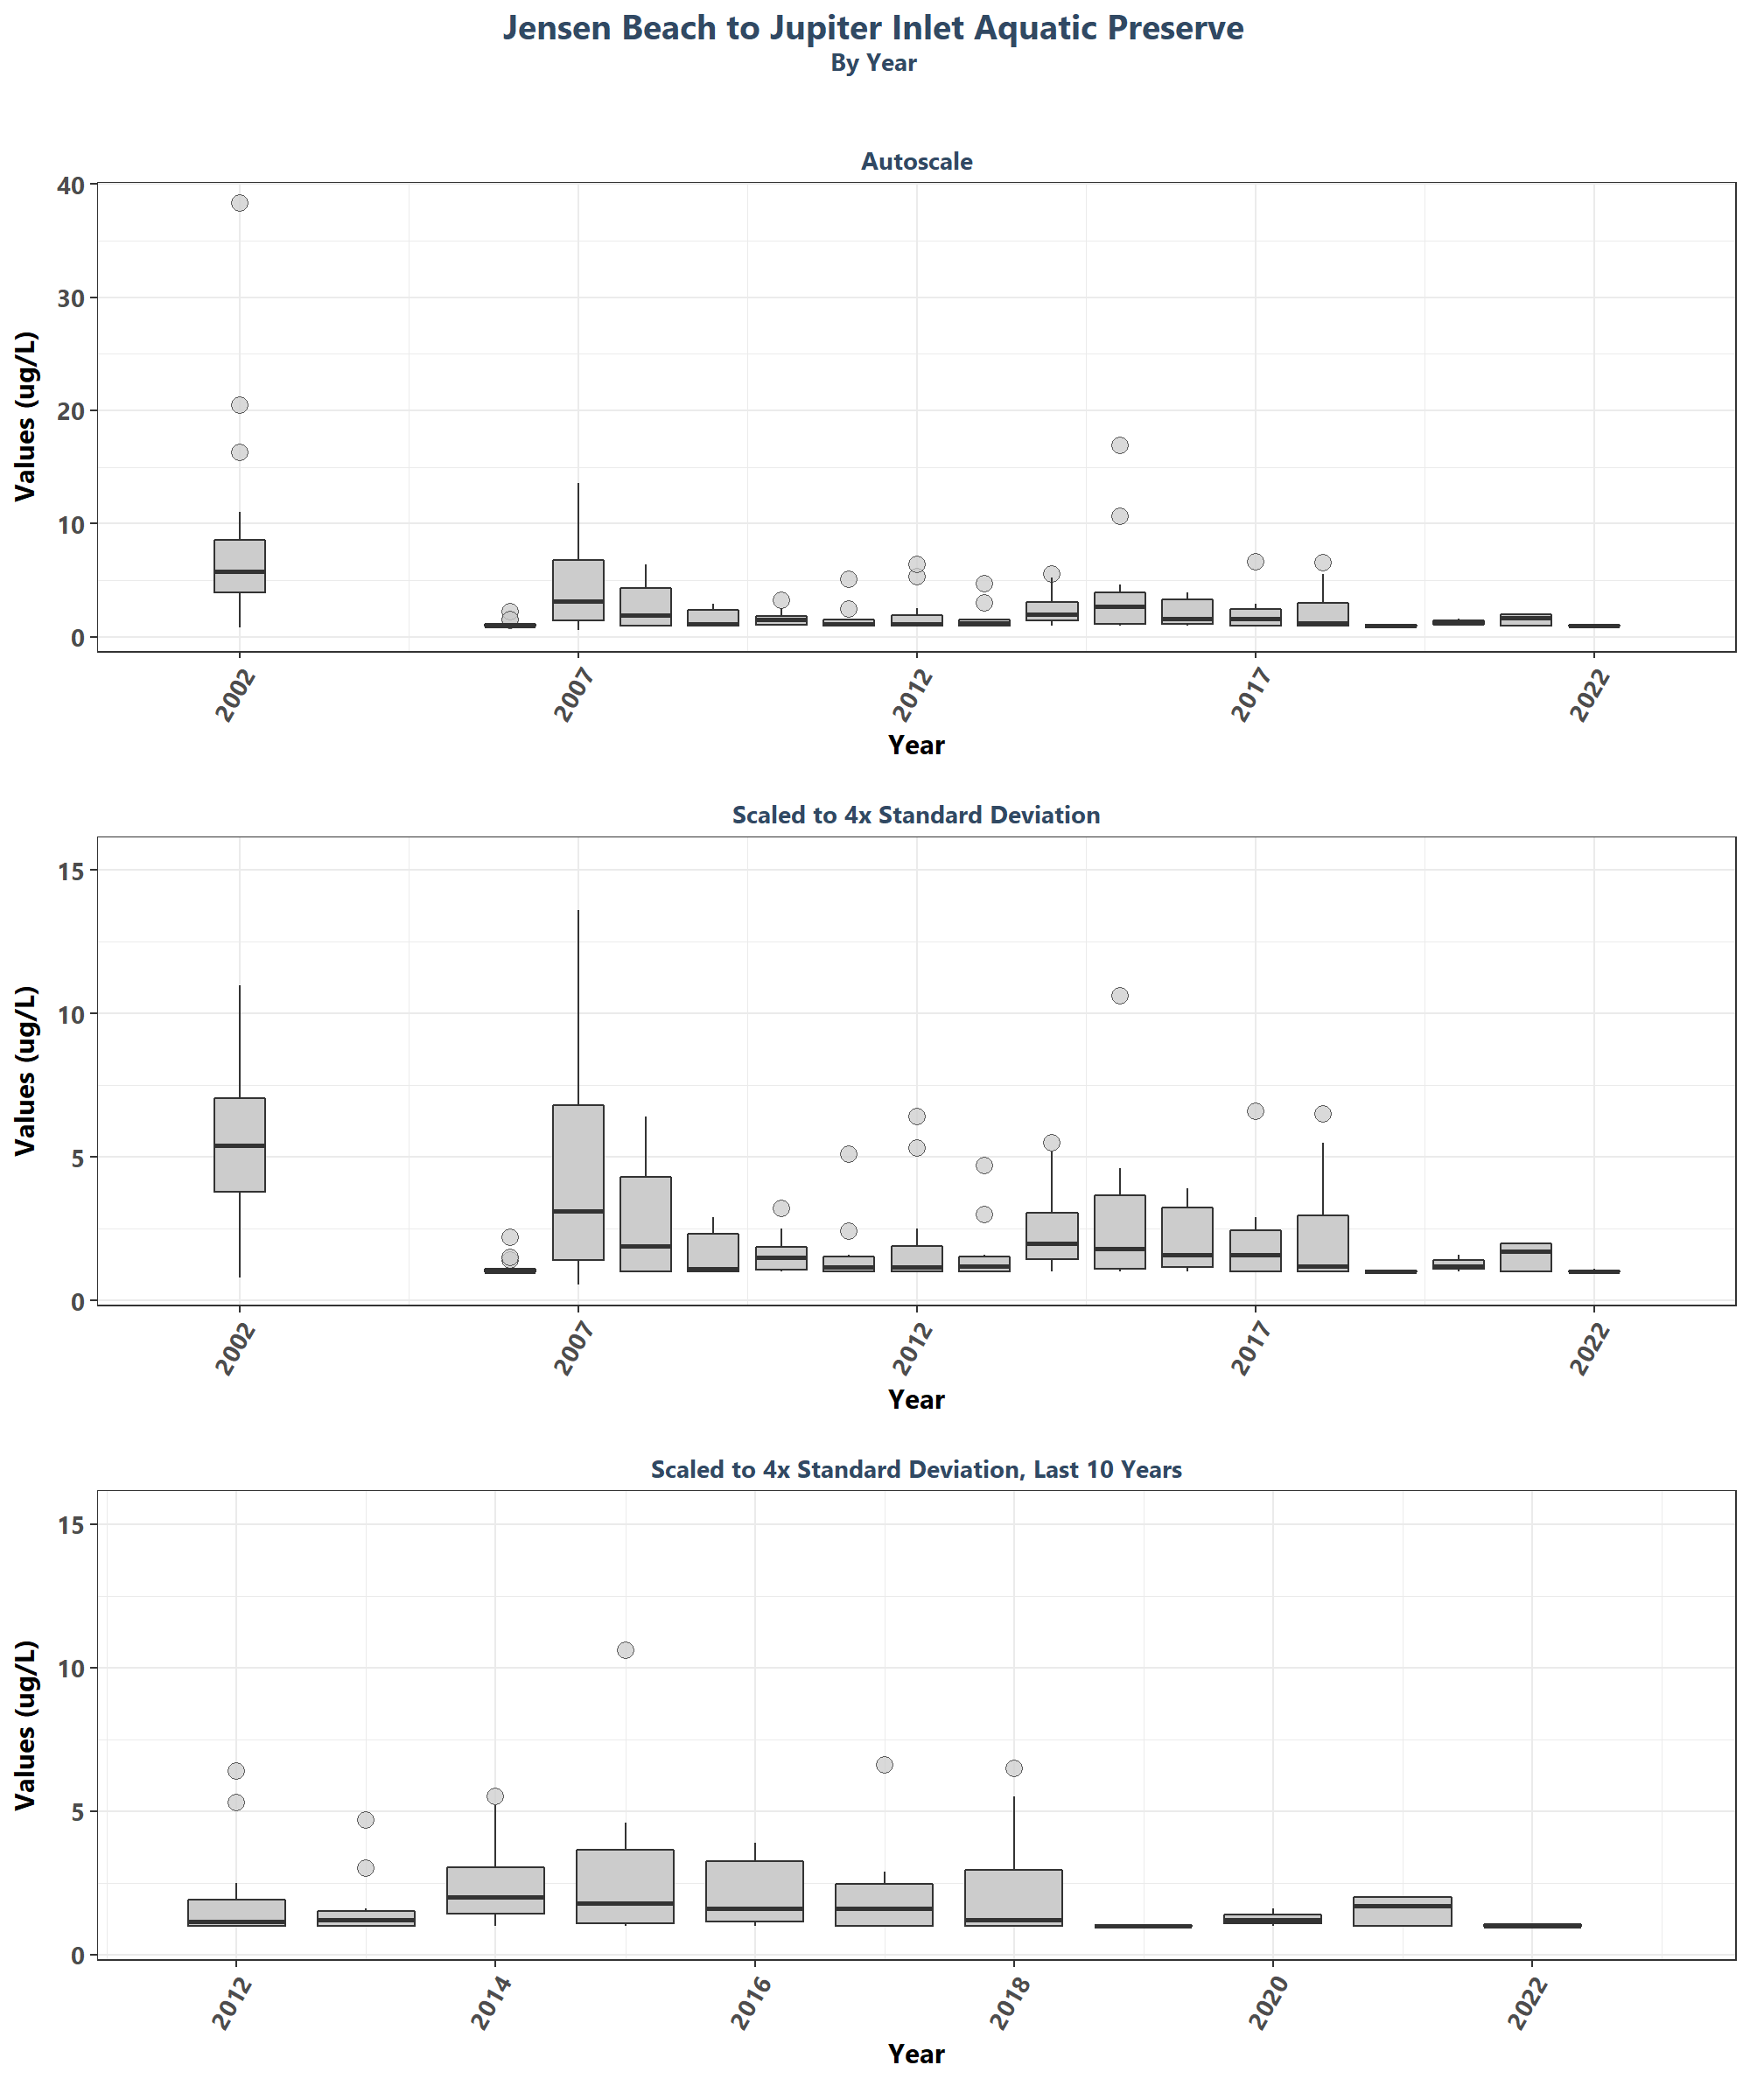 Jensen Beach to Jupiter Inlet Aquatic Preserve
By Year
Autoscale
40
30
20
10
0
Values (ug/L)
2002
2007
2012
2017
2022
Year
Scaled to 4x Standard Deviation
15
10
5
0
Values (ug/L)
2002
2007
2012
2017
2022
Year
Scaled to 4x Standard Deviation, Last 10 Years
15
10
5
0
Values (ug/L)
2012
2014
2016
2018
2020
2022
Year